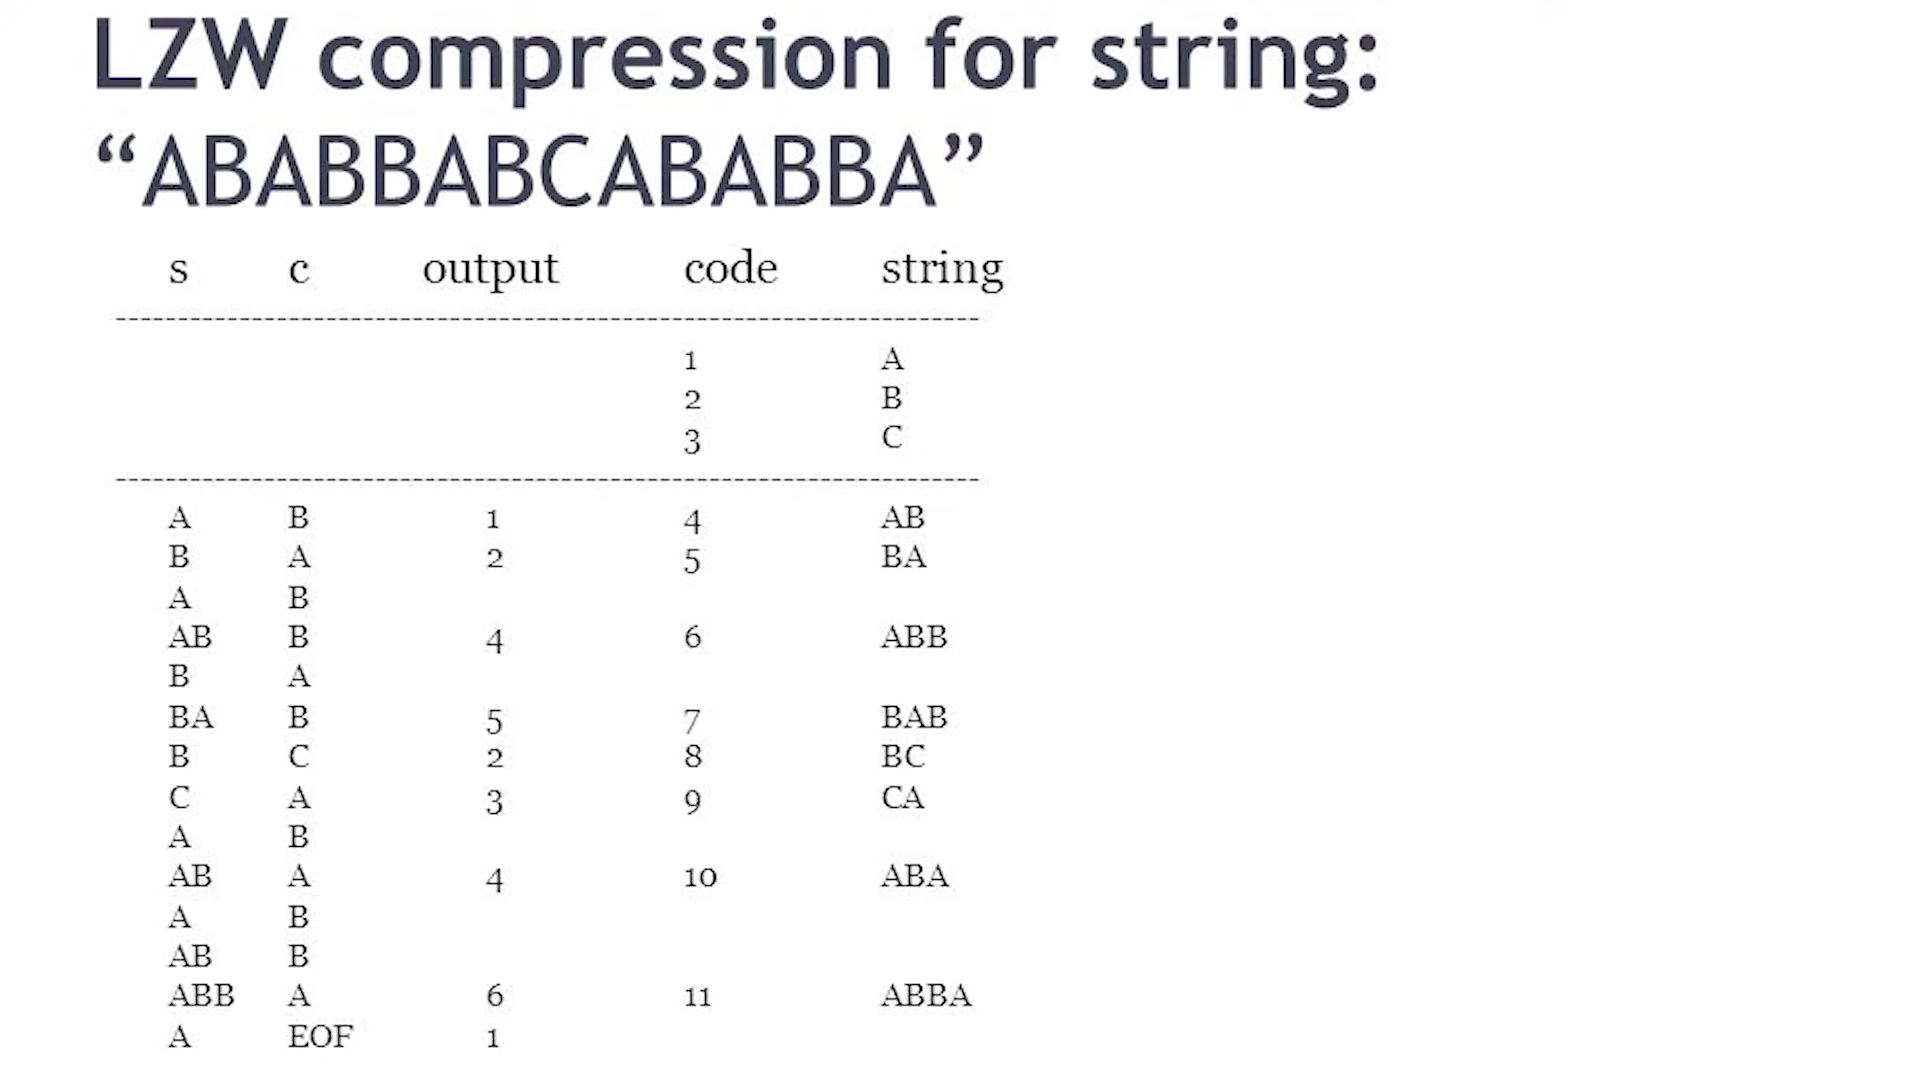 LZW compression for string:
“ABABBABCABABBA”
s c output code string
--------------------------------------------------------------------
1 A
2 B
3 C
--------------------------------------------------------------------
A B 1 4 AB
B A 2 5 BA
A B
AB B 4 6 ABB
B A
BA B 5 7 BAB
B C 2 8 BC
C A 3 9 CA
A B
AB A 4 10 ABA
A B
AB B
ABB A 6 11 ABBA
A EOF 1